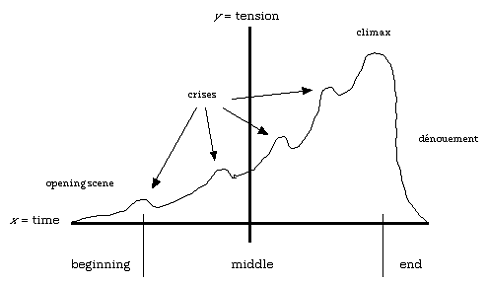 y = tension
climax
crises
dénouement
opening scene
x = time
beginning
middle
end